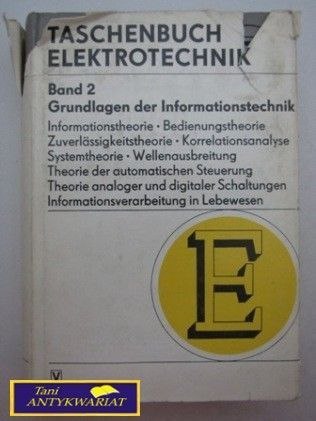 TASCHENBUCH
ELEKTROTECHNIK
Band 2
Grundlagen der Informationstechnik
Informationstheorie · Bedienungstheorie
Zuverlässigkeitstheorie · Korrelationsanalyse
Systemtheorie · Wellenausbreitung
Theorie der automatischen Steuerung
Theorie analoger und digitaler Schaltungen
Informationsverarbeitung in Lebewesen
E
V
Tani
ANTYKWARIAT